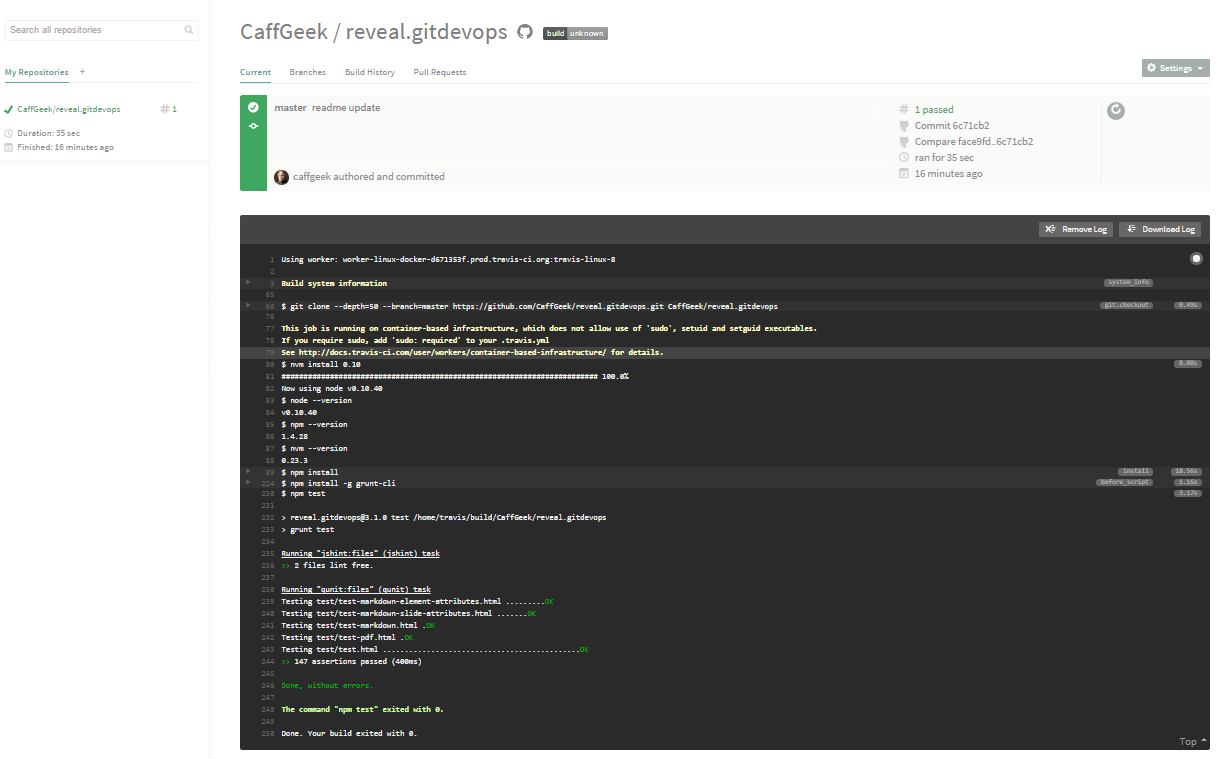 Search all repositories
My Repositories +
CaffGeek/reveal.gitdevops # 1
Duration: 35 sec
Finished: 16 minutes ago
CaffGeek / reveal.gitdevops build unknown
Current Branches Build History Pull Requests
Settings
master readme update
caffgeek authored and committed
# 1 passed
Commit 6c71cb2
Compare face9fd..6c71cb2
ran for 35 sec
16 minutes ago
Remove Log Download Log
1 Using worker: worker-linux-docker-d671353f.prod.travis-ci.org:travis-linux-8
2
3 Build system information system_info
65
66 $ git clone --depth=50 --branch=master https://github.com/CaffGeek/reveal.gitdevops.git CaffGeek/reveal.gitdevops git.checkout 0.49s
76
77 This job is running on container-based infrastructure, which does not allow use of 'sudo', setuid and setguid executables.
78 If you require sudo, add 'sudo: required' to your .travis.yml
79 See http://docs.travis-ci.com/user/workers/container-based-infrastructure/ for details.
80 $ nvm install 0.10 8.08s
81 ######################################################################## 100.0%
82 Now using node v0.10.40
83 $ node --version
84 v0.10.40
85 $ npm --version
86 1.4.28
87 $ nvm --version
88 0.23.3
89 $ npm install install 18.56s
224 $ npm install -g grunt-cli before_script 1.16s
230 $ npm test 3.17s
231
232 > reveal.gitdevops@3.1.0 test /home/travis/build/CaffGeek/reveal.gitdevops
233 > grunt test
234
235 Running "jshint:files" (jshint) task
236 >> 2 files lint free.
237
238 Running "qunit:files" (qunit) task
239 Testing test/test-markdown-element-attributes.html .........OK
240 Testing test/test-markdown-slide-attributes.html .......OK
241 Testing test/test-markdown.html .OK
242 Testing test/test-pdf.html .OK
243 Testing test/test.html .............................................OK
244 >> 147 assertions passed (400ms)
245
246 Done, without errors.
247
248 The command "npm test" exited with 0.
249
250 Done. Your build exited with 0.
Top